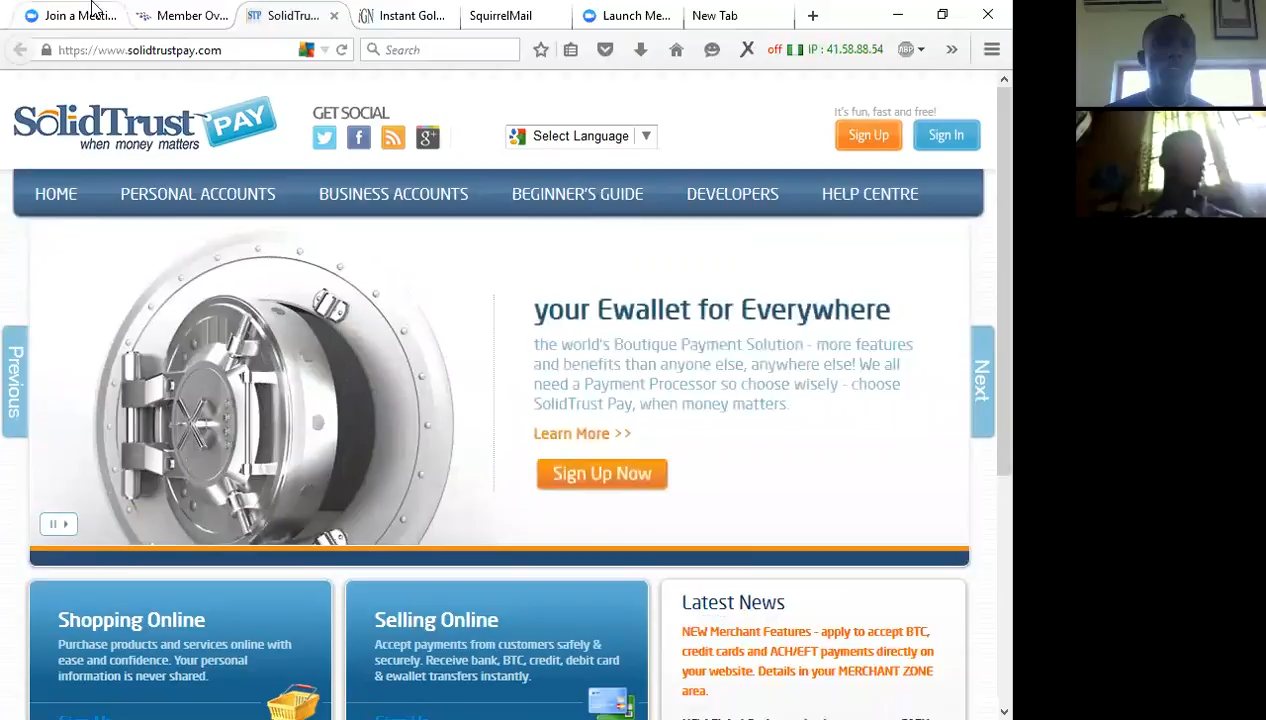 Join a Meeti...
Member Ov...
STP SolidTru...
iGN Instant Gol...
SquirrelMail
Launch Me...
New Tab
https://www.solidtrustpay.com
Search
off IP : 41.58.88.54
ABP
SolidTrust PAY
when money matters
GET SOCIAL
Select Language
It's fun, fast and free!
Sign Up
Sign In
HOME
PERSONAL ACCOUNTS
BUSINESS ACCOUNTS
BEGINNER'S GUIDE
DEVELOPERS
HELP CENTRE
Previous
Next
your Ewallet for Everywhere
the world's Boutique Payment Solution - more features
and benefits than anyone else, anywhere else! We all
need a Payment Processor so choose wisely - choose
SolidTrust Pay, when money matters.
Learn More >>
Sign Up Now
Shopping Online
Purchase products and services online with
ease and confidence. Your personal
information is never shared.
Selling Online
Accept payments from customers safely &
securely. Receive bank, BTC, credit, debit card
& ewallet transfers instantly.
Latest News
NEW Merchant Features - apply to accept BTC,
credit cards and ACH/EFT payments directly on
your website. Details in your MERCHANT ZONE
area.